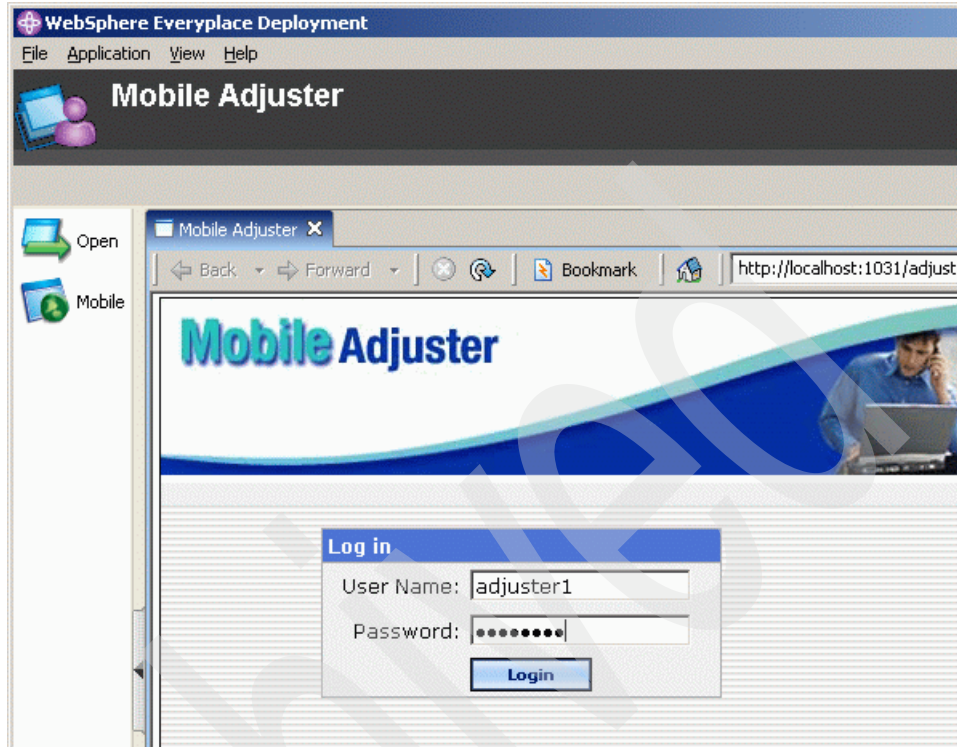 WebSphere Everyplace Deployment
File Application View Help
Mobile Adjuster
Open
Mobile
Mobile Adjuster
Back Forward Bookmark http://localhost:1031/adjust
Mobile Adjuster
Log in
User Name: adjuster1
Password: ••••••••
Login